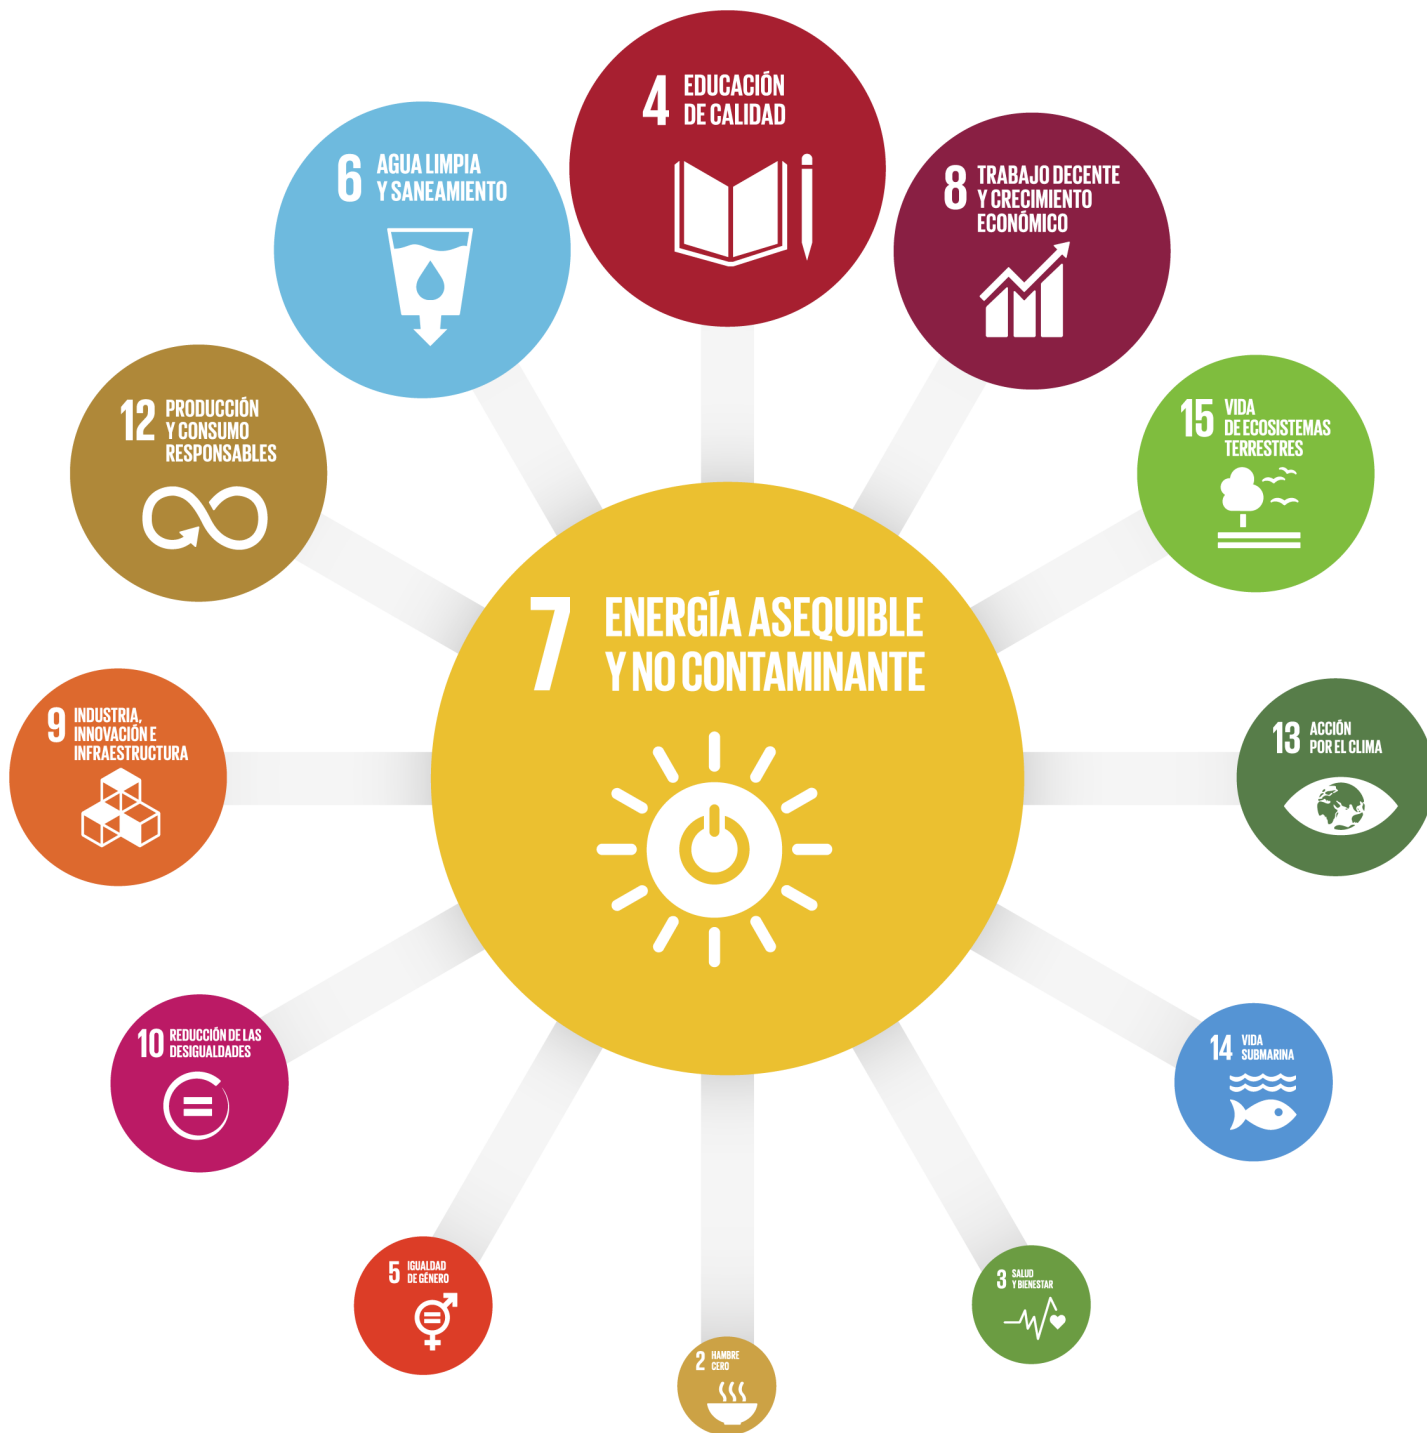 4 EDUCACIÓN
DE CALIDAD
6 AGUA LIMPIA
Y SANEAMIENTO
8 TRABAJO DECENTE
Y CRECIMIENTO
ECONÓMICO
12 PRODUCCIÓN
Y CONSUMO
RESPONSABLES
15 VIDA
DE ECOSISTEMAS
TERRESTRES
7 ENERGÍA ASEQUIBLE
Y NO CONTAMINANTE
9 INDUSTRIA,
INNOVACIÓN E
INFRAESTRUCTURA
13 ACCIÓN
POR EL CLIMA
10 REDUCCIÓN DE LAS
DESIGUALDADES
14 VIDA
SUBMARINA
5 IGUALDAD
DE GÉNERO
3 SALUD
Y BIENESTAR
2 HAMBRE
CERO